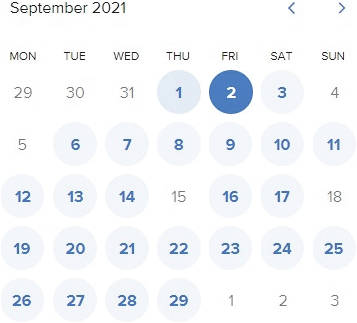 September 2021
MON TUE WED THU FRI SAT SUN
29 30 31 1 2 3 4
5 6 7 8 9 10 11
12 13 14 15 16 17 18
19 20 21 22 23 24 25
26 27 28 29 1 2 3